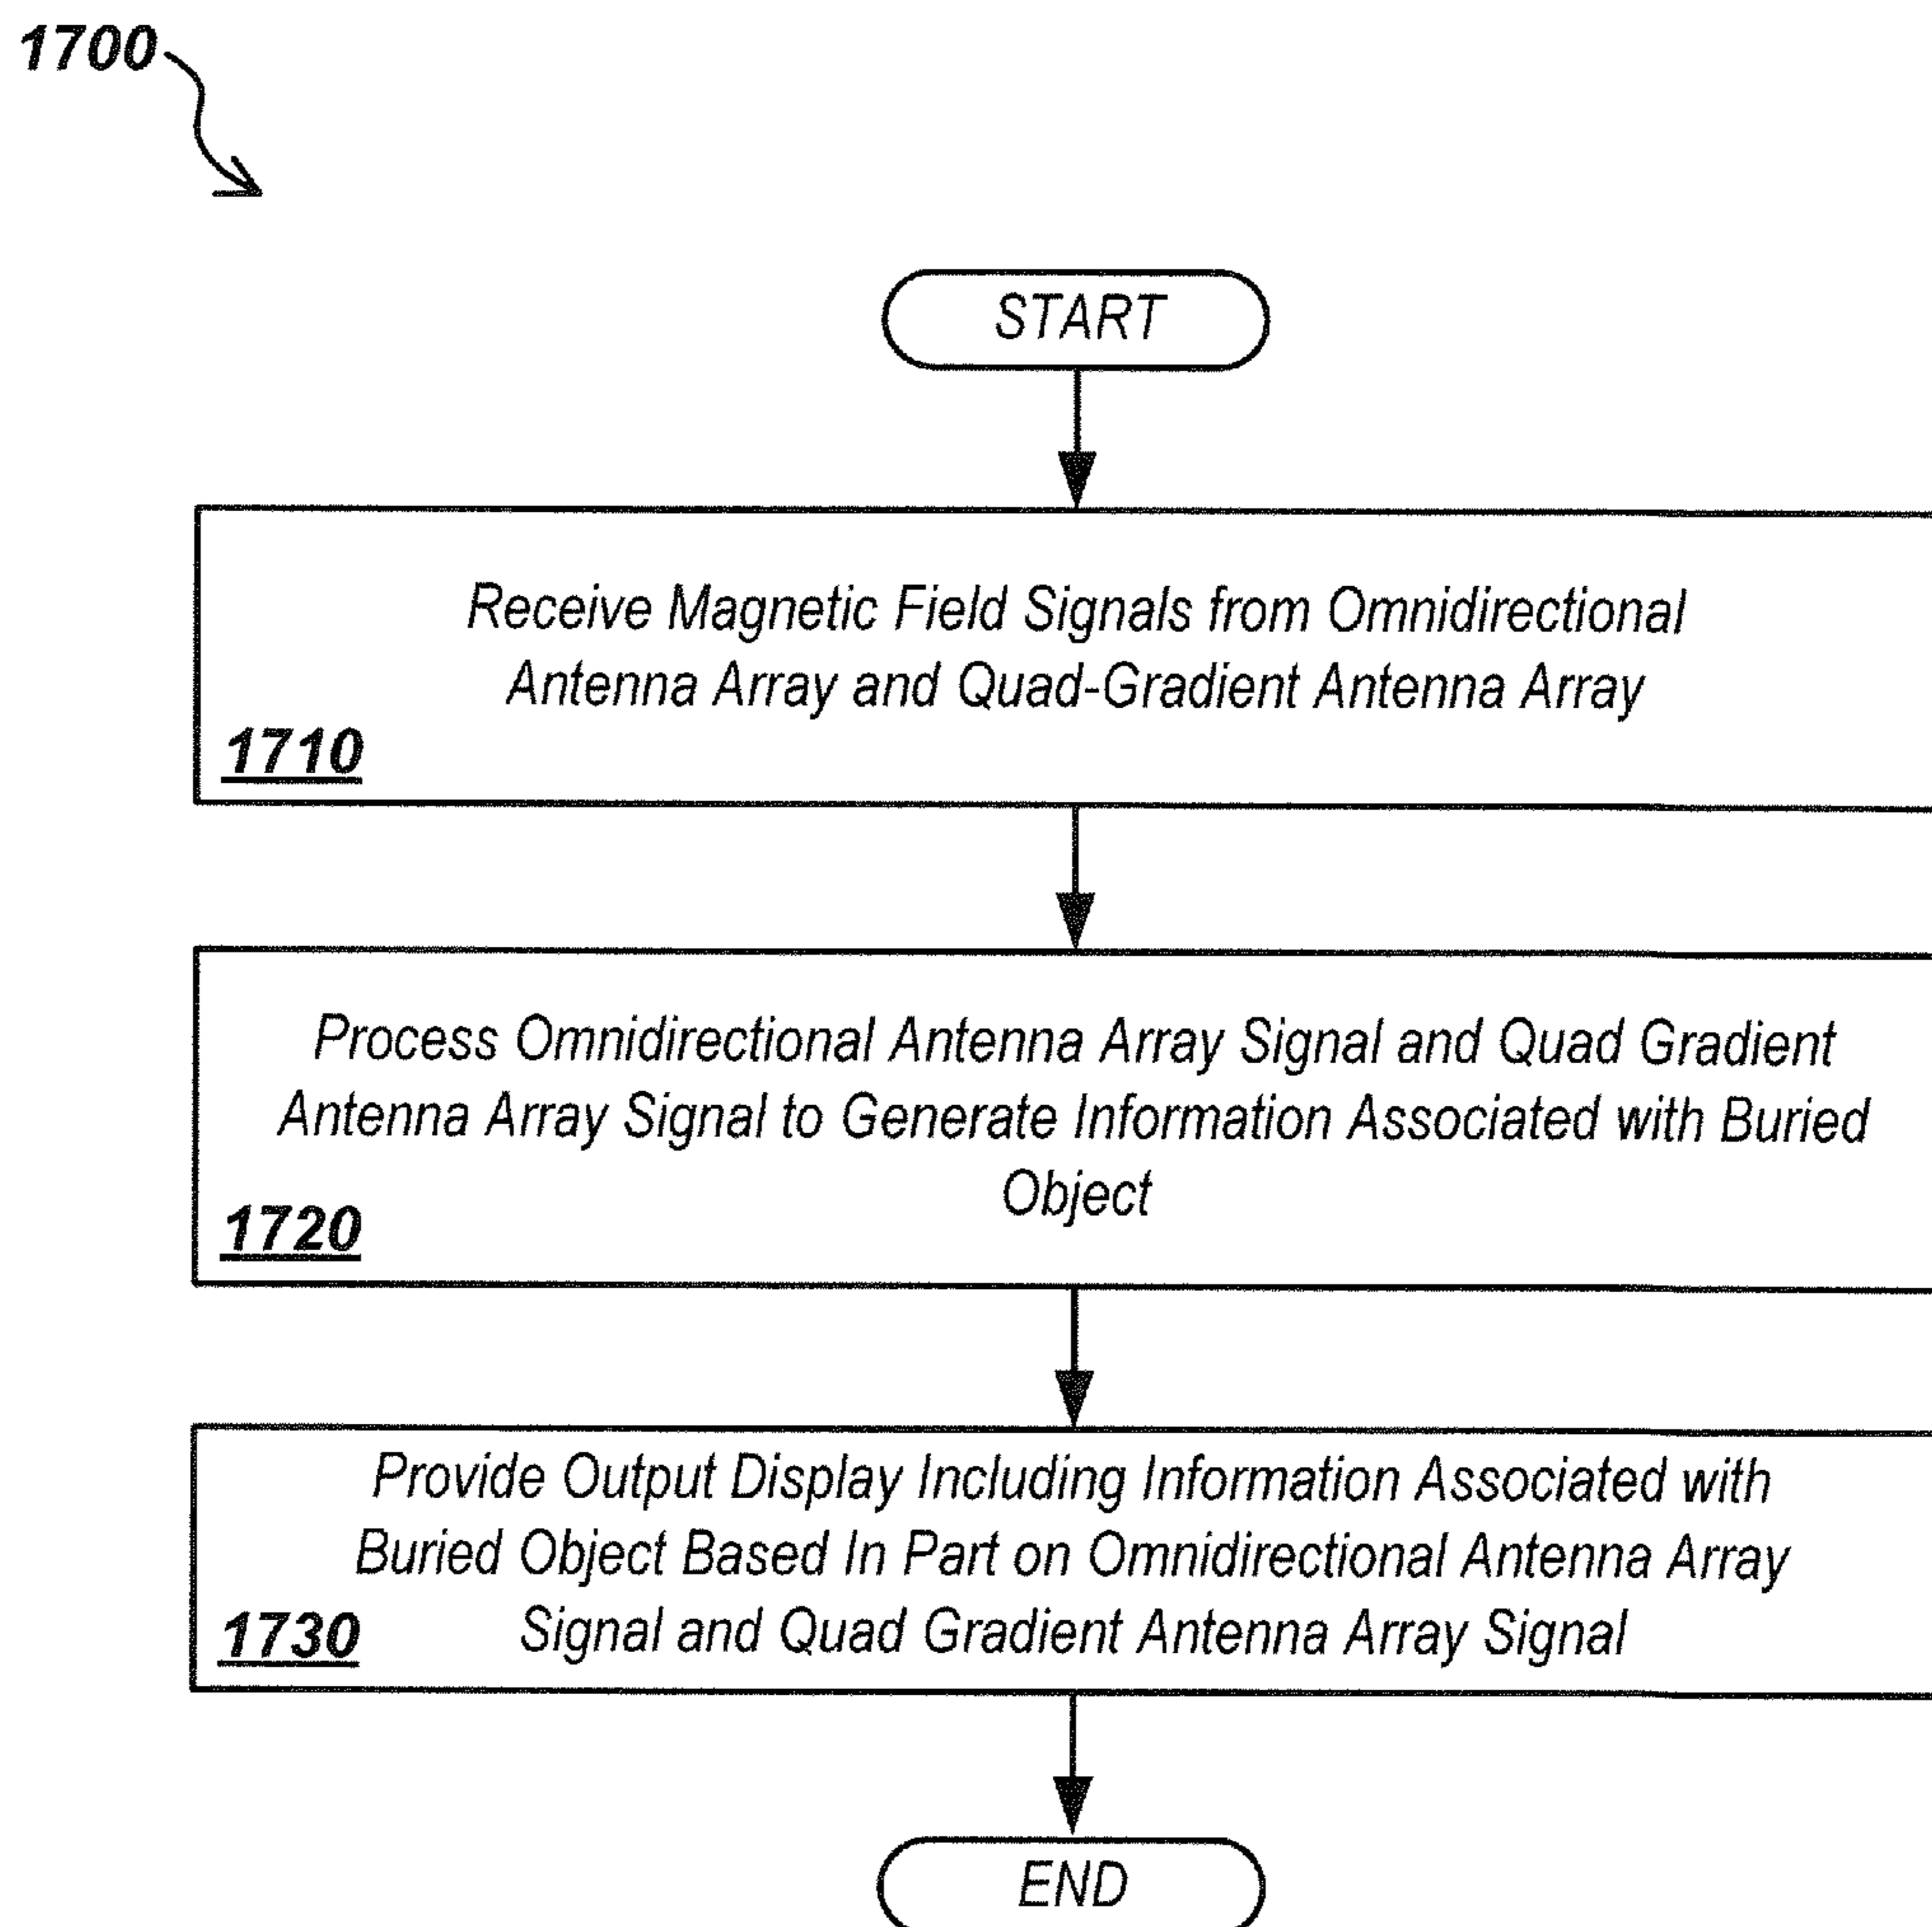 1700
START
Receive Magnetic Field Signals from Omnidirectional
Antenna Array and Quad-Gradient Antenna Array
1710
Process Omnidirectional Antenna Array Signal and Quad Gradient
Antenna Array Signal to Generate Information Associated with Buried
Object
1720
Provide Output Display Including Information Associated with
Buried Object Based In Part on Omnidirectional Antenna Array
Signal and Quad Gradient Antenna Array Signal
1730
END